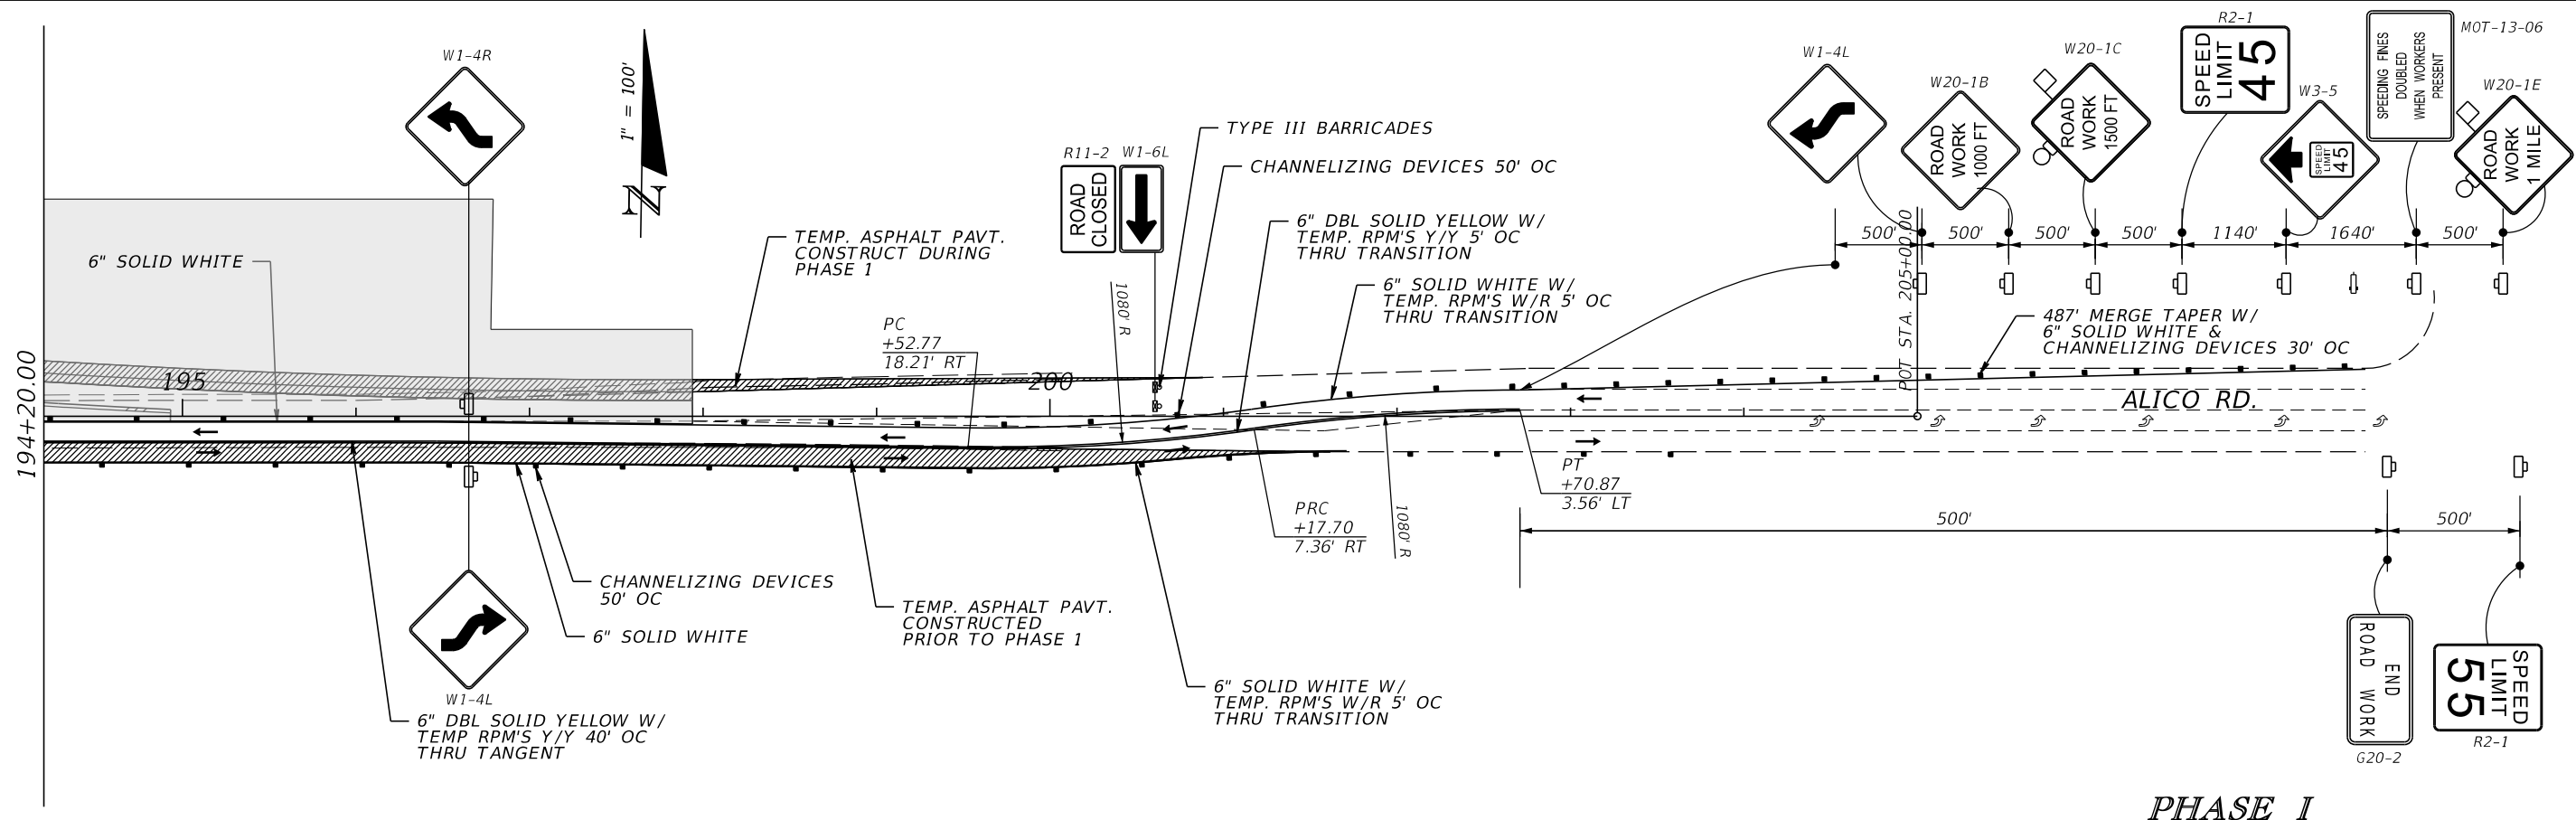 W1-4R
1" = 100'
N
6" SOLID WHITE
194+20.00
195
200
TEMP. ASPHALT PAVT.
CONSTRUCT DURING
PHASE 1
PC
+52.77
18.21' RT
R11-2
W1-6L
ROAD
CLOSED
1080' R
TYPE III BARRICADES
CHANNELIZING DEVICES 50' OC
6" DBL SOLID YELLOW W/
TEMP. RPM'S Y/Y 5' OC
THRU TRANSITION
6" SOLID WHITE W/
TEMP. RPM'S W/R 5' OC
THRU TRANSITION
W1-4L
W20-1B
ROAD
WORK
1000 FT
W20-1C
ROAD
WORK
1500 FT
R2-1
SPEED
LIMIT
45
W3-5
SPEED
LIMIT
45
MOT-13-06
SPEEDING FINES
DOUBLED
WHEN WORKERS
PRESENT
W20-1E
ROAD
WORK
1 MILE
500'
500'
500'
500'
1140'
1640'
500'
POT STA. 205+00.00
487' MERGE TAPER W/
6" SOLID WHITE &
CHANNELIZING DEVICES 30' OC
ALICO RD.
PT
+70.87
3.56' LT
PRC
+17.70
7.36' RT
1080' R
500'
500'
CHANNELIZING DEVICES
50' OC
6" SOLID WHITE
TEMP. ASPHALT PAVT.
CONSTRUCTED
PRIOR TO PHASE 1
W1-4L
6" DBL SOLID YELLOW W/
TEMP RPM'S Y/Y 40' OC
THRU TANGENT
6" SOLID WHITE W/
TEMP. RPM'S W/R 5' OC
THRU TRANSITION
END
ROAD WORK
G20-2
SPEED
LIMIT
55
R2-1
PHASE I